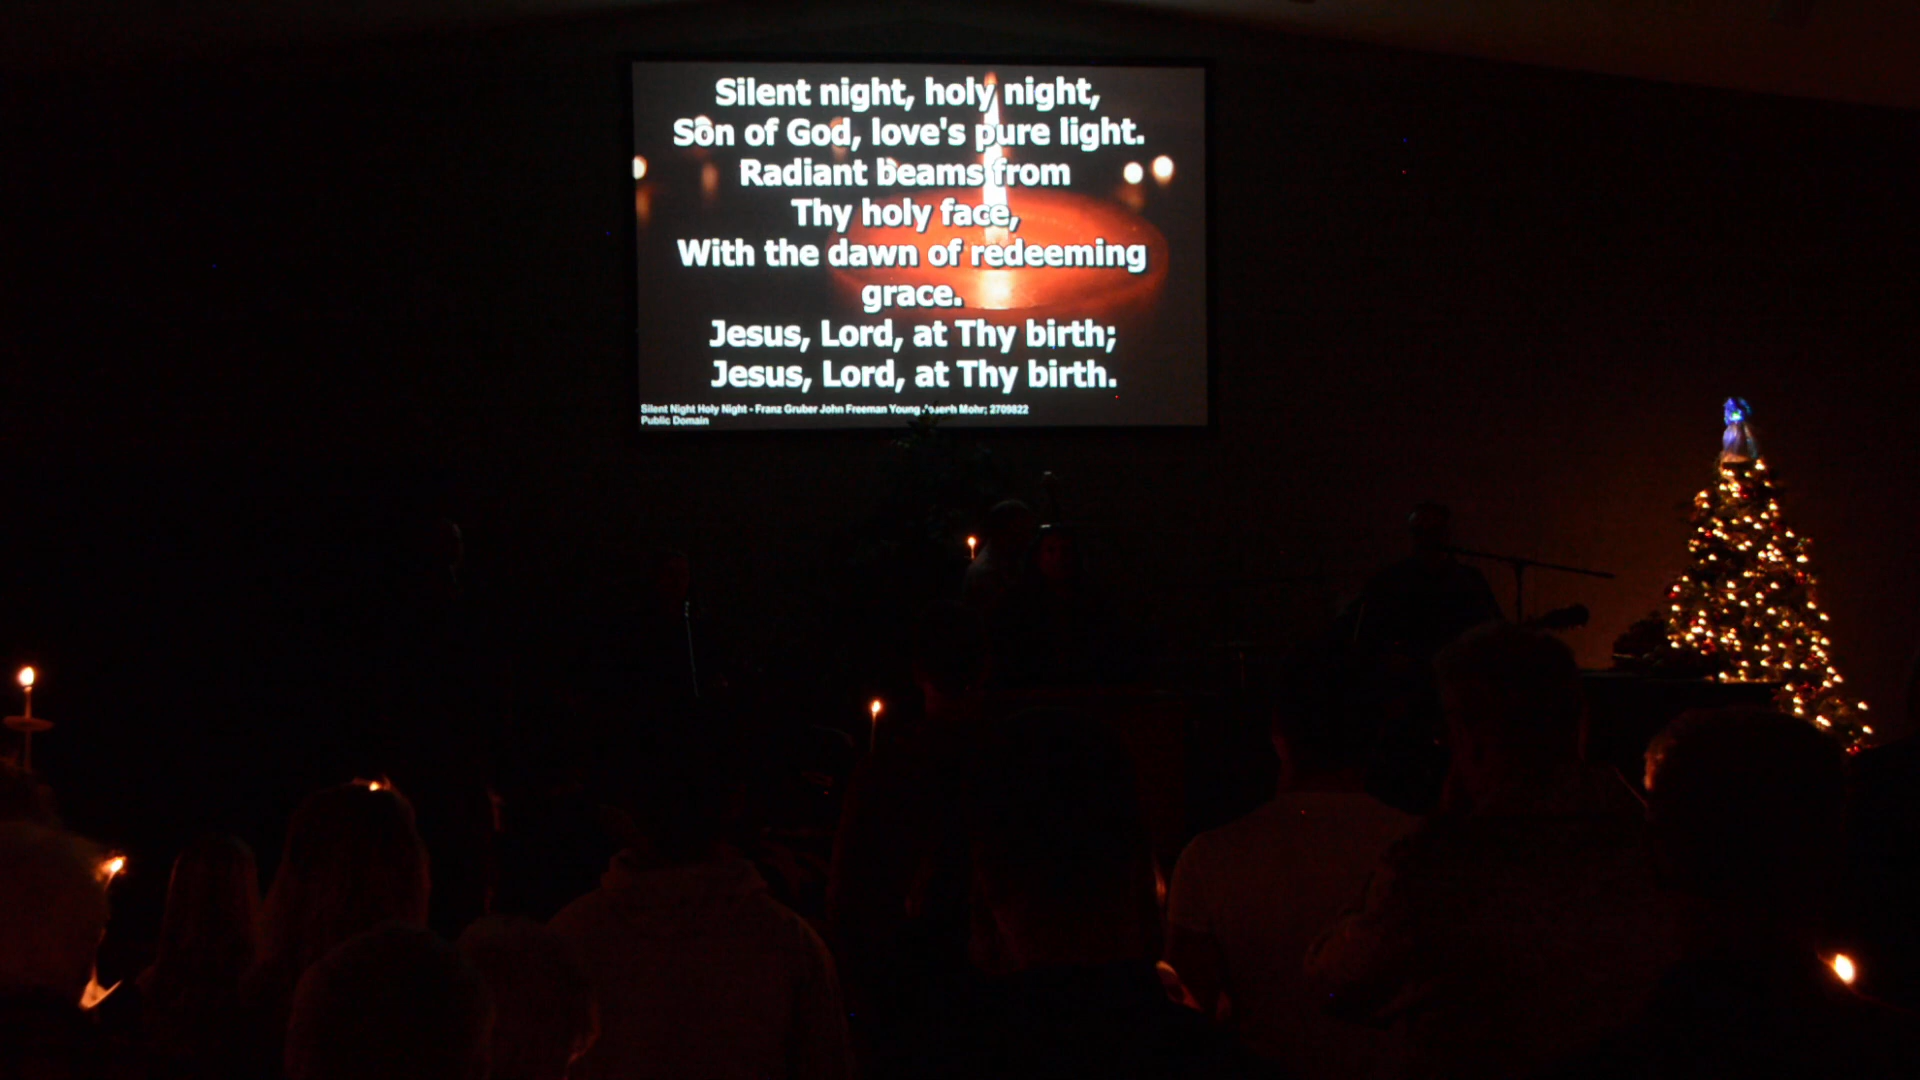 Silent night, holy night,
Son of God, love's pure light.
Radiant beams from
Thy holy face,
With the dawn of redeeming
grace.
Jesus, Lord, at Thy birth;
Jesus, Lord, at Thy birth.
Silent Night Holy Night - Franz Gruber John Freeman Young Joseph Mohr; 2709822
Public Domain